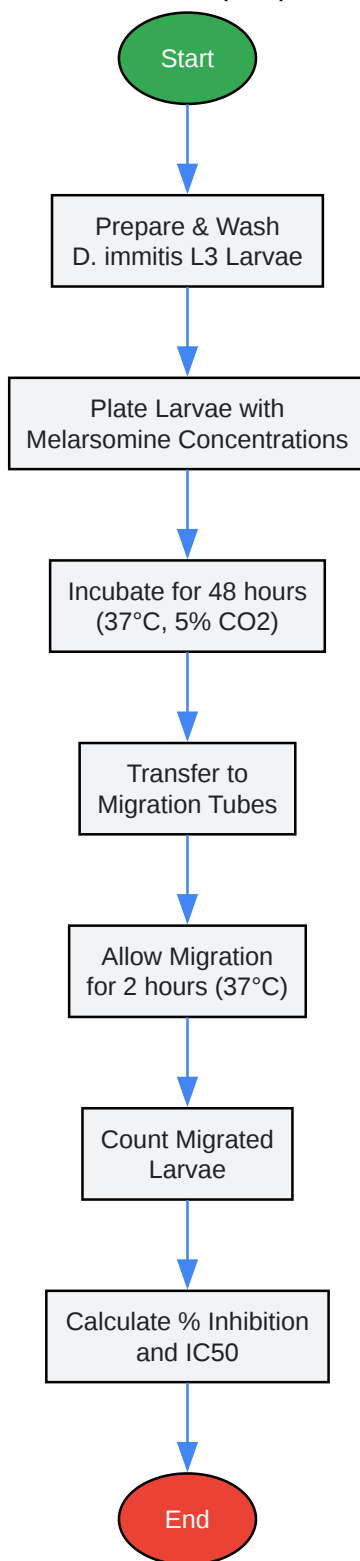 Start
Prepare & Wash
D. immitis L3 Larvae
Plate Larvae with
Melarsomine Concentrations
Incubate for 48 hours
(37°C, 5% CO2)
Transfer to
Migration Tubes
Allow Migration
for 2 hours (37°C)
Count Migrated
Larvae
Calculate % Inhibition
and IC50
End